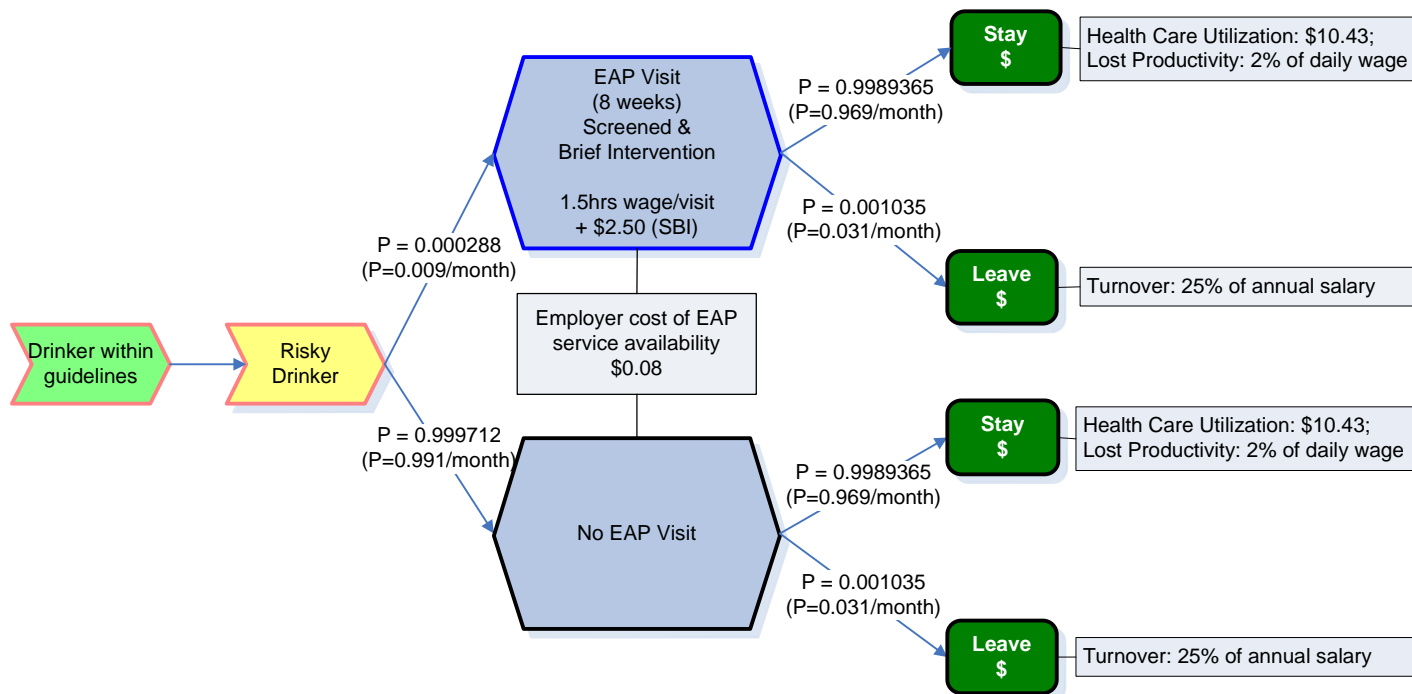 Drinker within
guidelines
Risky
Drinker
P = 0.000288
(P=0.009/month)
P = 0.999712
(P=0.991/month)
EAP Visit
(8 weeks)
Screened &
Brief Intervention
1.5hrs wage/visit
+ $2.50 (SBI)
Employer cost of EAP
service availability
$0.08
No EAP Visit
P = 0.9989365
(P=0.969/month)
P = 0.001035
(P=0.031/month)
Stay
$
Health Care Utilization: $10.43;
Lost Productivity: 2% of daily wage
Leave
$
Turnover: 25% of annual salary
P = 0.9989365
(P=0.969/month)
P = 0.001035
(P=0.031/month)
Stay
$
Health Care Utilization: $10.43;
Lost Productivity: 2% of daily wage
Leave
$
Turnover: 25% of annual salary